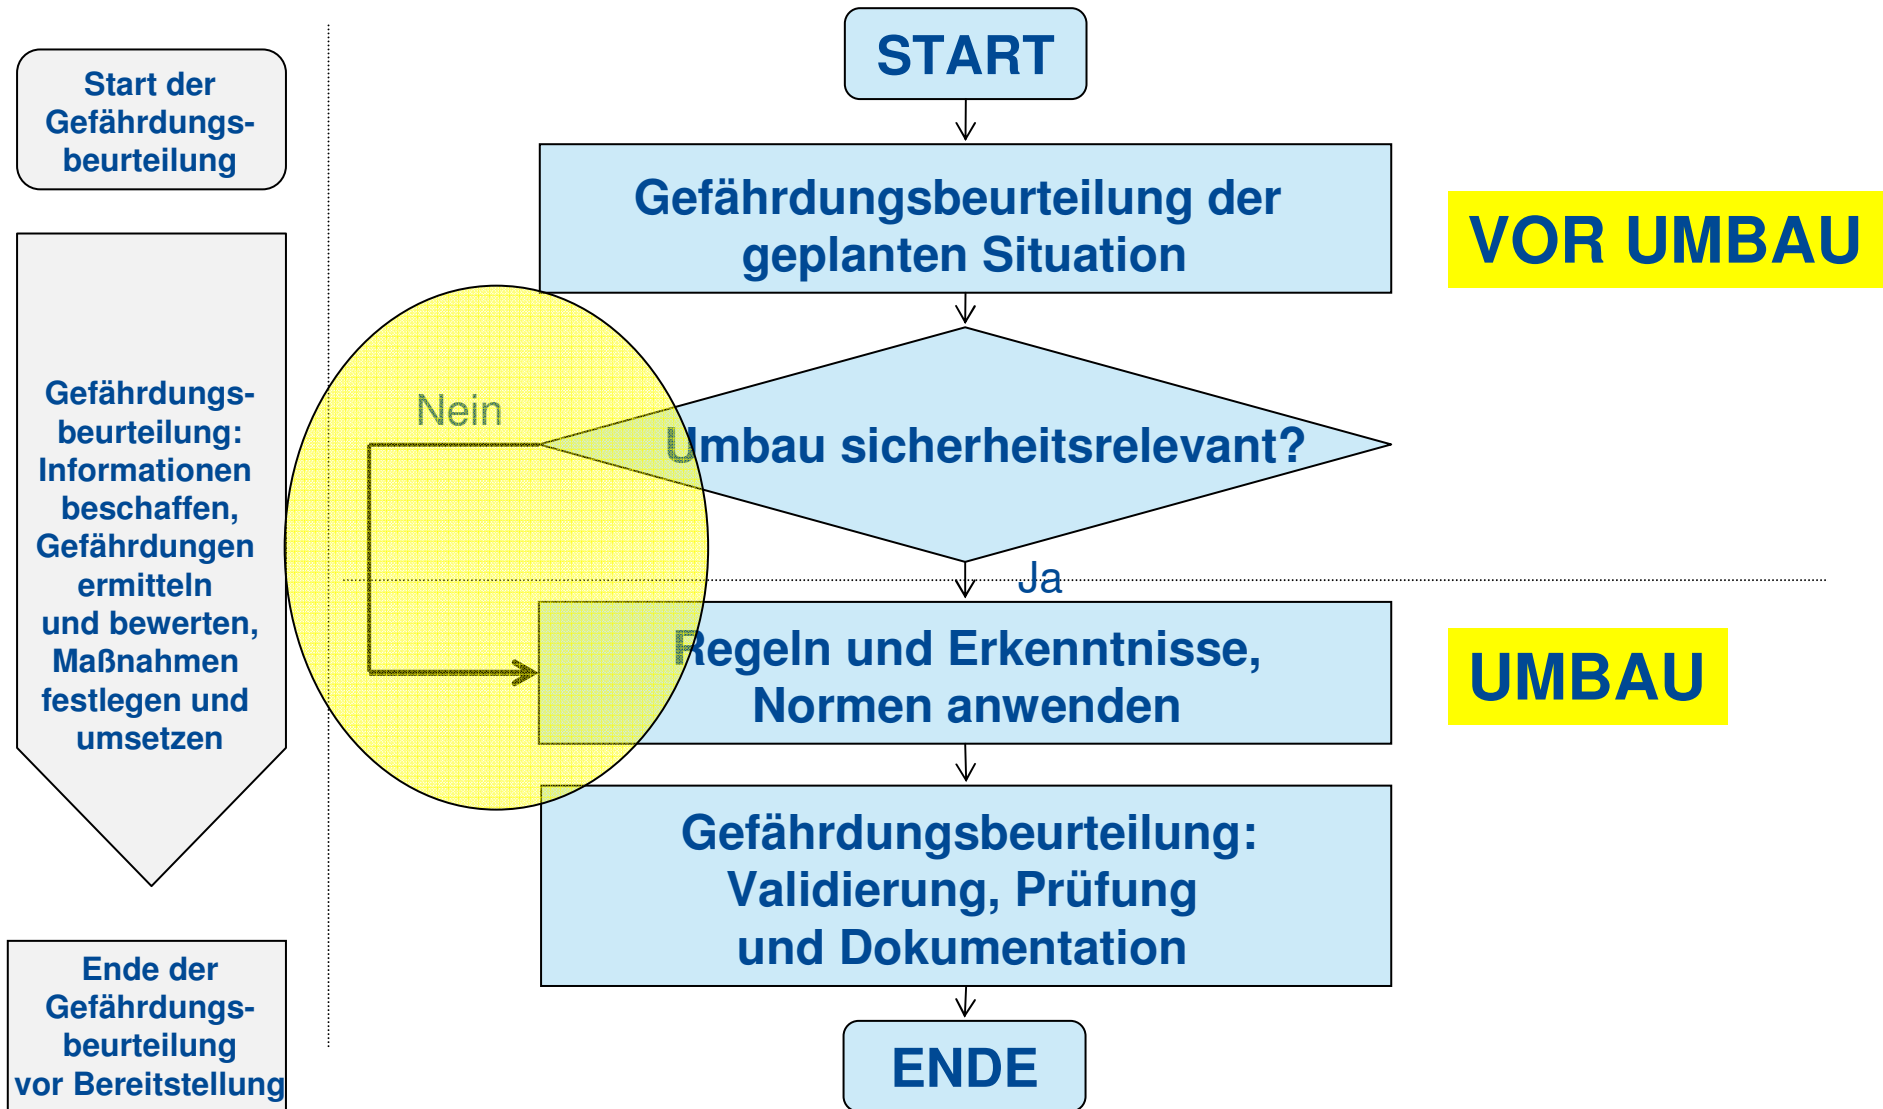 Start der
Gefährdungs-
beurteilung
Gefährdungs-
beurteilung:
Informationen
beschaffen,
Gefährdungen
ermitteln
und bewerten,
Maßnahmen
festlegen und
umsetzen
Ende der
Gefährdungs-
beurteilung
vor Bereitstellung
START
Gefährdungsbeurteilung der
geplanten Situation
VOR UMBAU
Nein
Umbau sicherheitsrelevant?
Ja
Regeln und Erkenntnisse,
Normen anwenden
UMBAU
Gefährdungsbeurteilung:
Validierung, Prüfung
und Dokumentation
ENDE